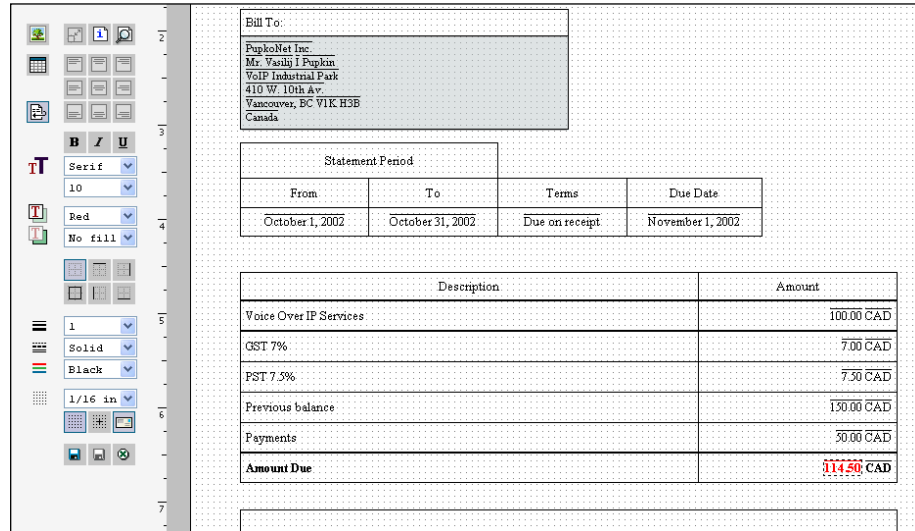 Bill To:
PupkoNet Inc.
Mr. Vasilij I Pupkin
VoIP Industrial Park
410 W. 10th Av.
Vancouver, BC V1K H3B
Canada
B I U
Serif
10
Red
No fill
1
Solid
Black
1/16 in
2
3
4
5
6
7
Statement Period
From To Terms Due Date
October 1, 2002 October 31, 2002 Due on receipt November 1, 2002
Description Amount
Voice Over IP Services 100.00 CAD
GST 7% 7.00 CAD
PST 7.5% 7.50 CAD
Previous balance 150.00 CAD
Payments 50.00 CAD
Amount Due 114.50 CAD